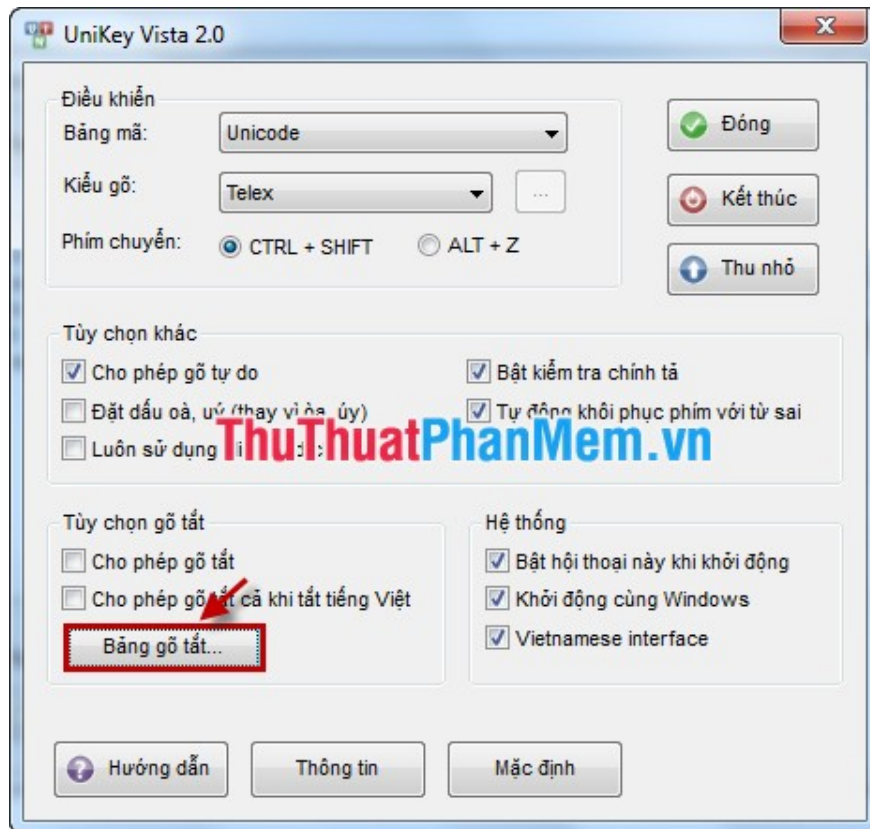 UniKey Vista 2.0
Điều khiển
Bảng mã:
Unicode
Đóng
Kiểu gõ:
Telex
...
Kết thúc
Phím chuyển:
CTRL + SHIFT
ALT + Z
Thu nhỏ
Tùy chọn khác
Cho phép gõ tự do
Bật kiểm tra chính tả
Đặt dấu oà, uý (thay vì òa, úy)
Tự động khôi phục phím với từ sai
Luôn sử dụng
ThuThuatPhanMem.vn
Tùy chọn gõ tắt
Hệ thống
Cho phép gõ tắt
Bật hội thoại này khi khởi động
Cho phép gõ tắt cả khi tắt tiếng Việt
Khởi động cùng Windows
Bảng gõ tắt...
Vietnamese interface
Hướng dẫn
Thông tin
Mặc định